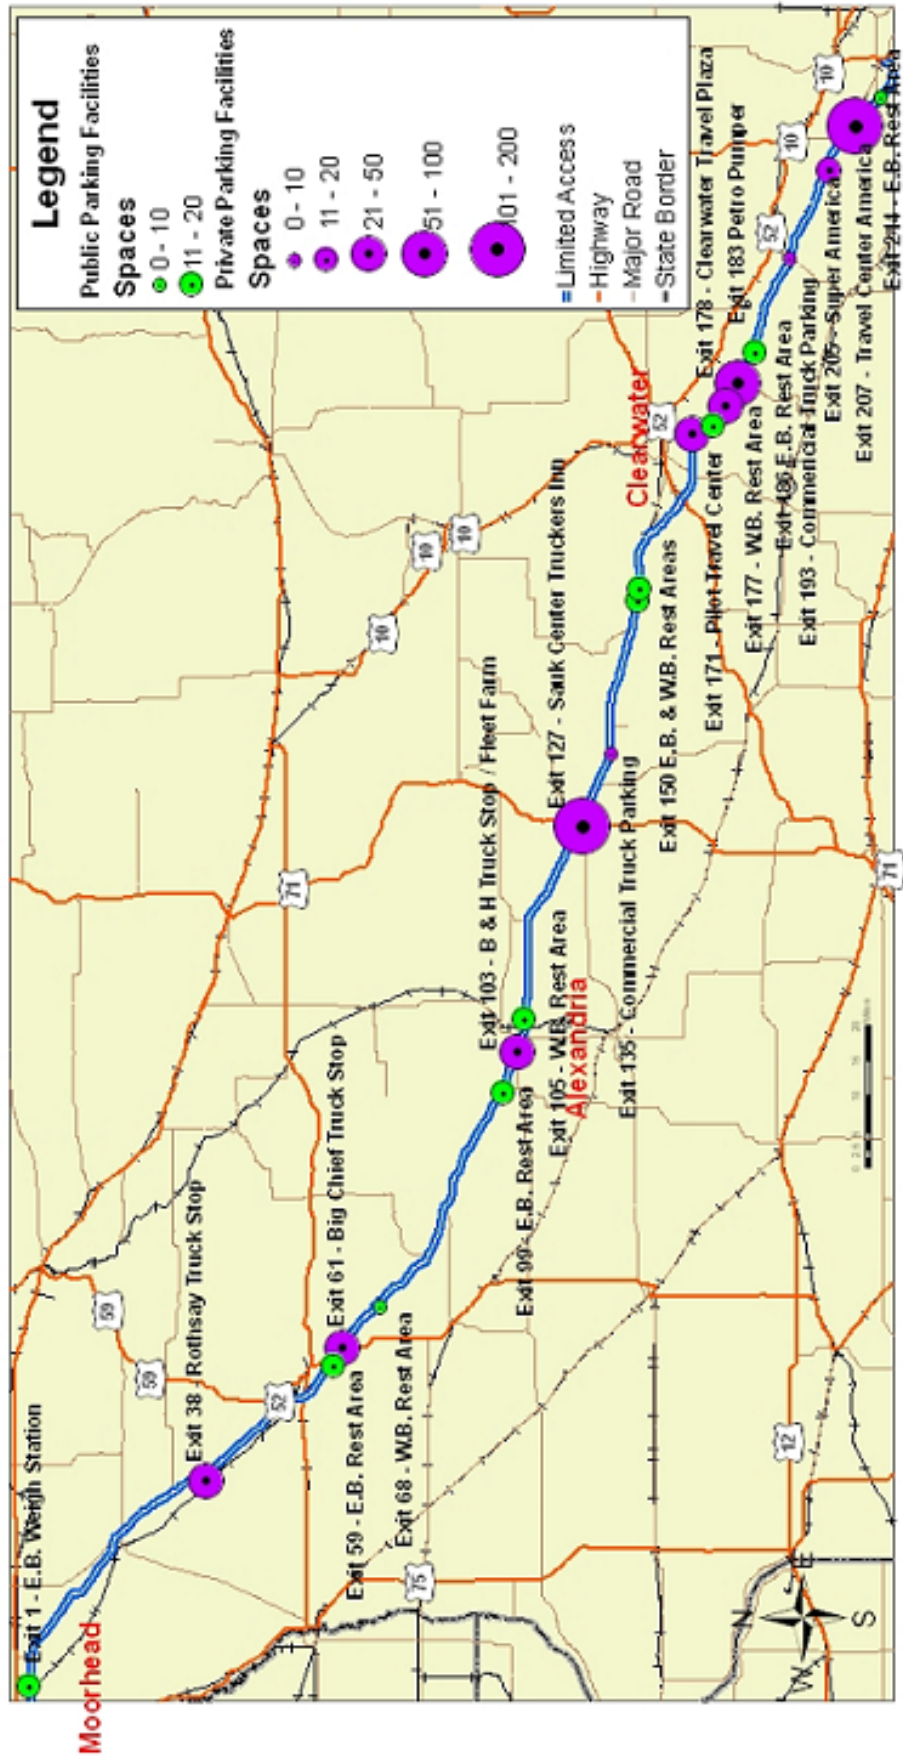 Legend
Public Parking Facilities
Spaces
0 - 10
11 - 20
Private Parking Facilities
Spaces
0 - 10
11 - 20
21 - 50
51 - 100
101 - 200
Limited Access
Highway
Major Road
State Border
Moorhead
Exit 1 - E.B. Weigh Station
59
59
Exit 38 - Rothsay Truck Stop
52
Exit 61 - Big Chief Truck Stop
Exit 59 - E.B. Rest Area
Exit 68 - W.B. Rest Area
75
71
10
10
10
Exit 103 - B & H Truck Stop / Fleet Farm
Exit 99 - E.B. Rest Area
Exit 105 - W.B. Rest Area
Alexandria
Exit 127 - Sauk Center Truckers Inn
Exit 135 - Commercial Truck Parking
Clearwater
52
Exit 150 E.B. & W.B. Rest Areas
Exit 178 - Clearwater Travel Plaza
Exit 171 - Pilot Travel Center
Exit 183 Petro Pumper
Exit 177 - W.B. Rest Area
52
10
10
Exit 186 E.B. Rest Area
Exit 193 - Commercial Truck Parking
Exit 205 - Super America
Exit 207 - Travel Center America
Exit 244 - E.B. Rest Area
12
71
N
W
E
S